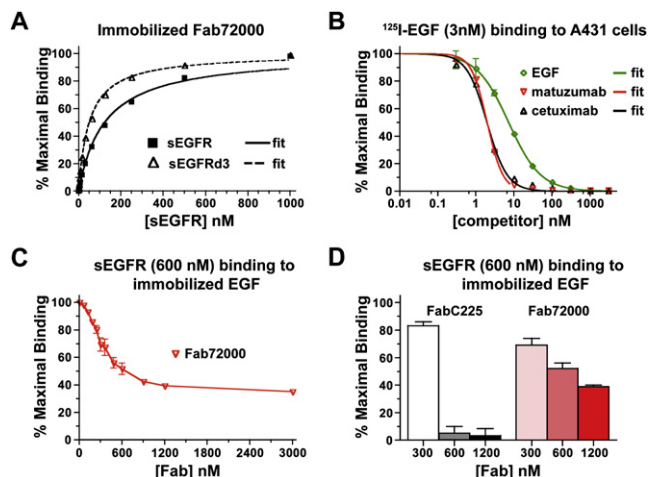 A
Immobilized Fab72000
% Maximal Binding
100
80
60
40
20
0
sEGFR
fit
sEGFRd3
fit
0 200 400 600 800 1000
[sEGFR] nM
B
¹²⁵I-EGF (3nM) binding to A431 cells
% Maximal Binding
100
80
60
40
20
0
EGF
fit
matuzumab
fit
cetuximab
fit
0.01 0.1 1 10 100 1000
[competitor] nM
C
sEGFR (600 nM) binding to
immobilized EGF
% Maximal Binding
100
80
60
40
20
0
Fab72000
0 600 1200 1800 2400 3000
[Fab] nM
D
sEGFR (600 nM) binding to
immobilized EGF
% Maximal Binding
100
80
60
40
20
0
FabC225
Fab72000
300 600 1200 300 600 1200
[Fab] nM